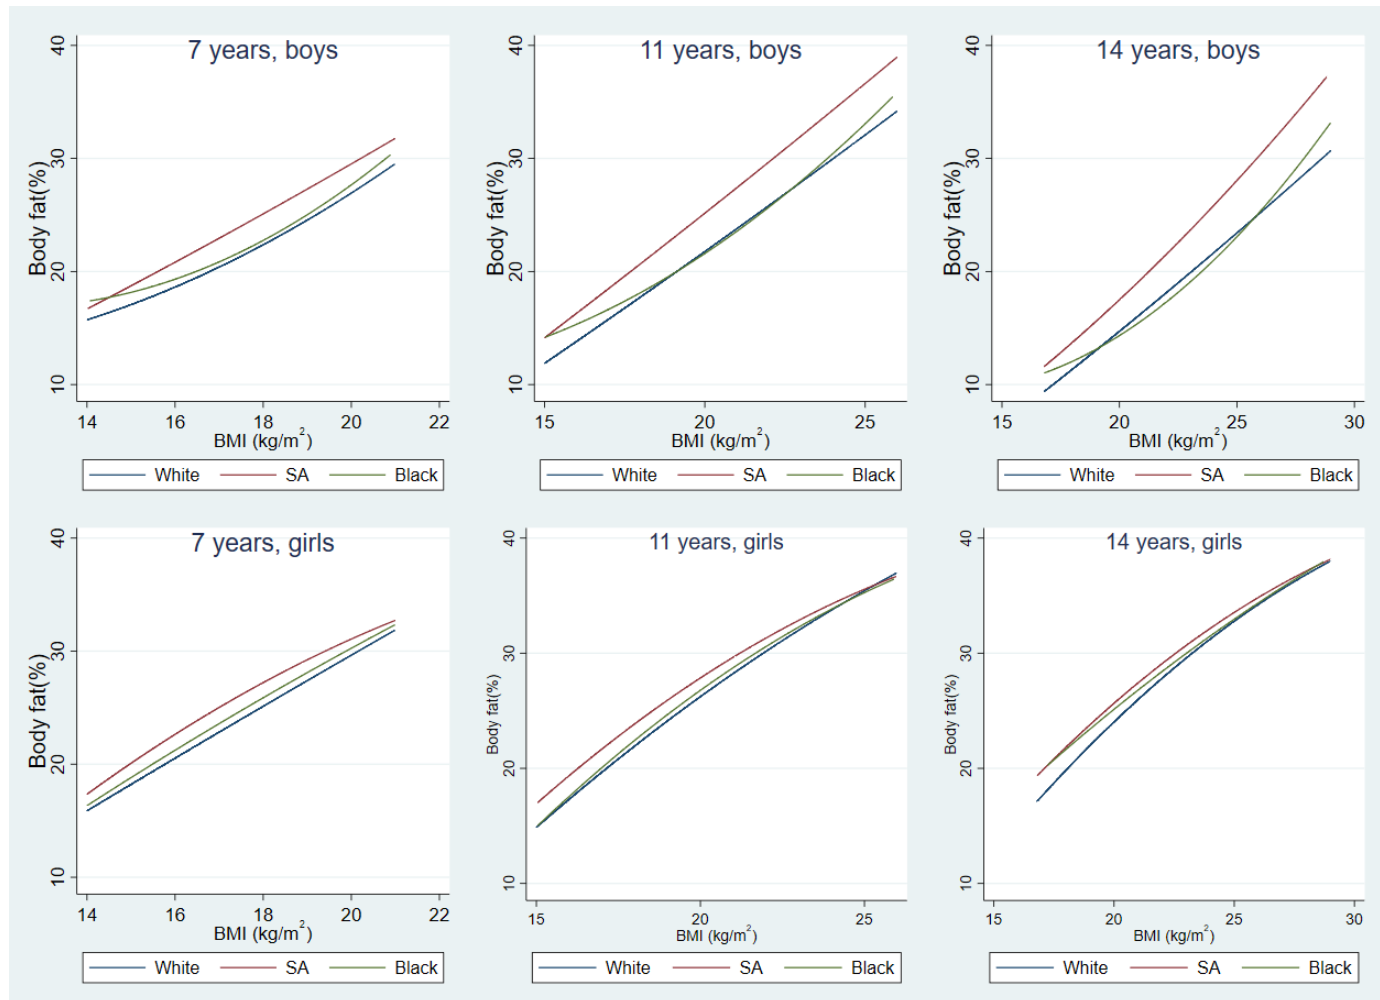 7 years, boys
40
30
20
10
Body fat(%)
14 16 18 20 22
BMI (kg/m²)
White SA Black
11 years, boys
40
30
20
10
Body fat(%)
15 20 25
BMI (kg/m²)
White SA Black
14 years, boys
40
30
20
10
Body fat(%)
15 20 25 30
BMI (kg/m²)
White SA Black
7 years, girls
40
30
20
10
Body fat(%)
14 16 18 20 22
BMI (kg/m²)
White SA Black
11 years, girls
40
30
20
10
Body fat(%)
15 20 25
BMI (kg/m²)
White SA Black
14 years, girls
40
30
20
10
Body fat(%)
15 20 25 30
BMI (kg/m²)
White SA Black